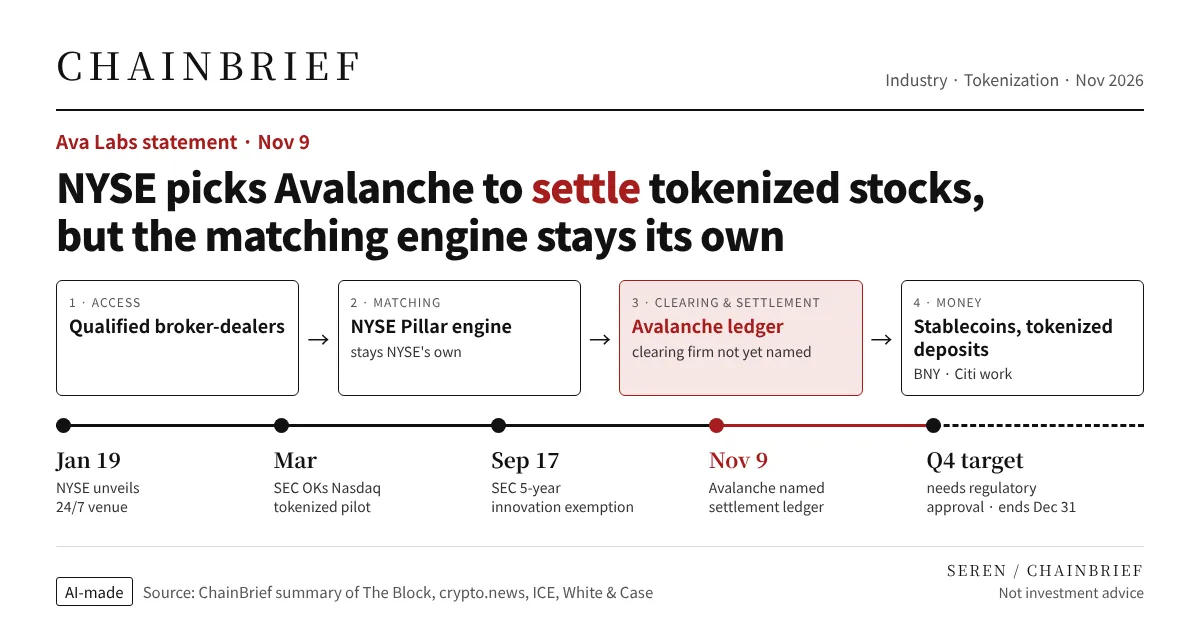 CHAINBRIEF
Industry · Tokenization · Nov 2026
Ava Labs statement · Nov 9
NYSE picks Avalanche to settle tokenized stocks,
but the matching engine stays its own
1 · ACCESS
Qualified broker-dealers
→
2 · MATCHING
NYSE Pillar engine
stays NYSE's own
→
3 · CLEARING & SETTLEMENT
Avalanche ledger
clearing firm not yet named
→
4 · MONEY
Stablecoins, tokenized
deposits
BNY · Citi work
Jan 19
NYSE unveils
24/7 venue
Mar
SEC OKs Nasdaq
tokenized pilot
Sep 17
SEC 5-year
innovation exemption
Nov 9
Avalanche named
settlement ledger
Q4 target
needs regulatory
approval · ends Dec 31
AI-made
Source: ChainBrief summary of The Block, crypto.news, ICE, White & Case
SEREN / CHAINBRIEF
Not investment advice